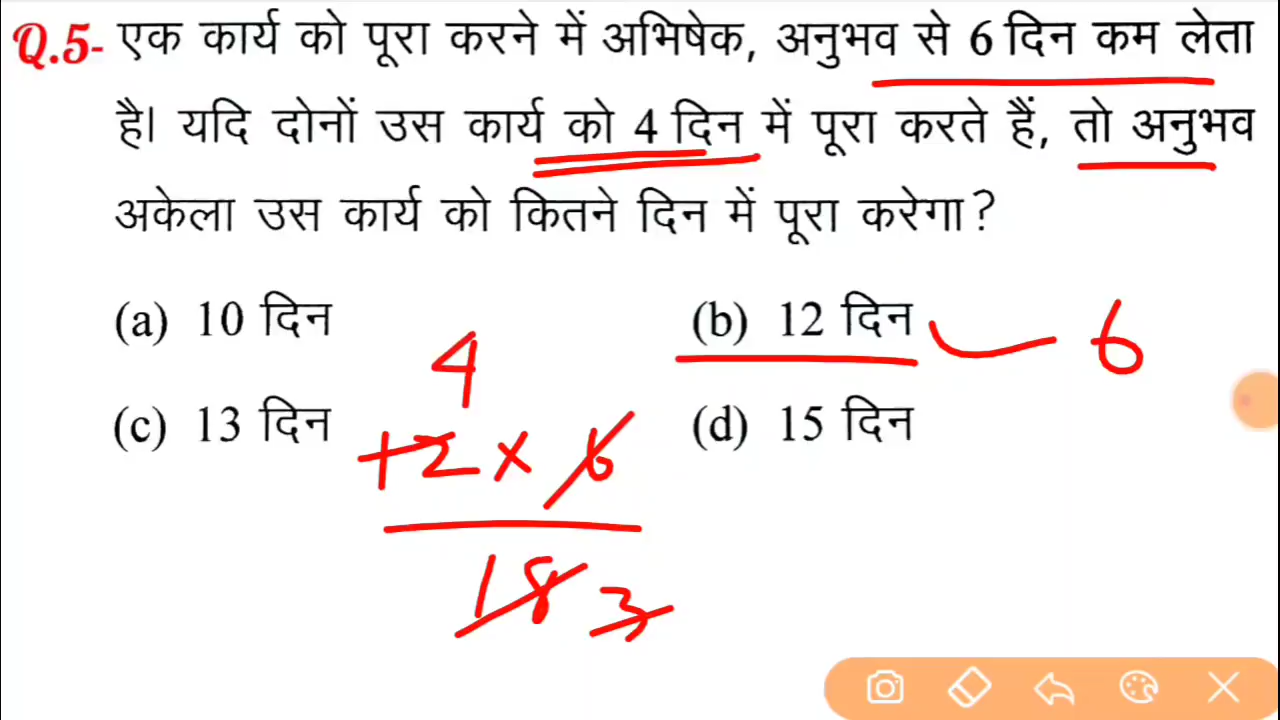 Q.5- एक कार्य को पूरा करने में अभिषेक, अनुभव से 6 दिन कम लेता
है। यदि दोनों उस कार्य को 4 दिन में पूरा करते हैं, तो अनुभव
अकेला उस कार्य को कितने दिन में पूरा करेगा?
(a) 10 दिन
(b) 12 दिन 6
(c) 13 दिन
(d) 15 दिन
4
12 × 6
18 3